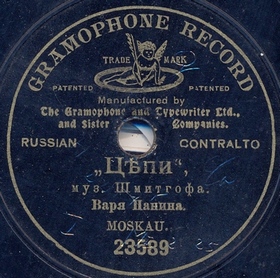 GRAMOPHONE RECORD
TRADE MARK
PATENTED PATENTED
Manufactured by
The Gramophone and Typewriter Ltd.,
and Sister Companies.
RUSSIAN CONTRALTO
„Цѣпи“,
муз. Шмитгофа.
Варя Панина.
MOSKAU.
23589